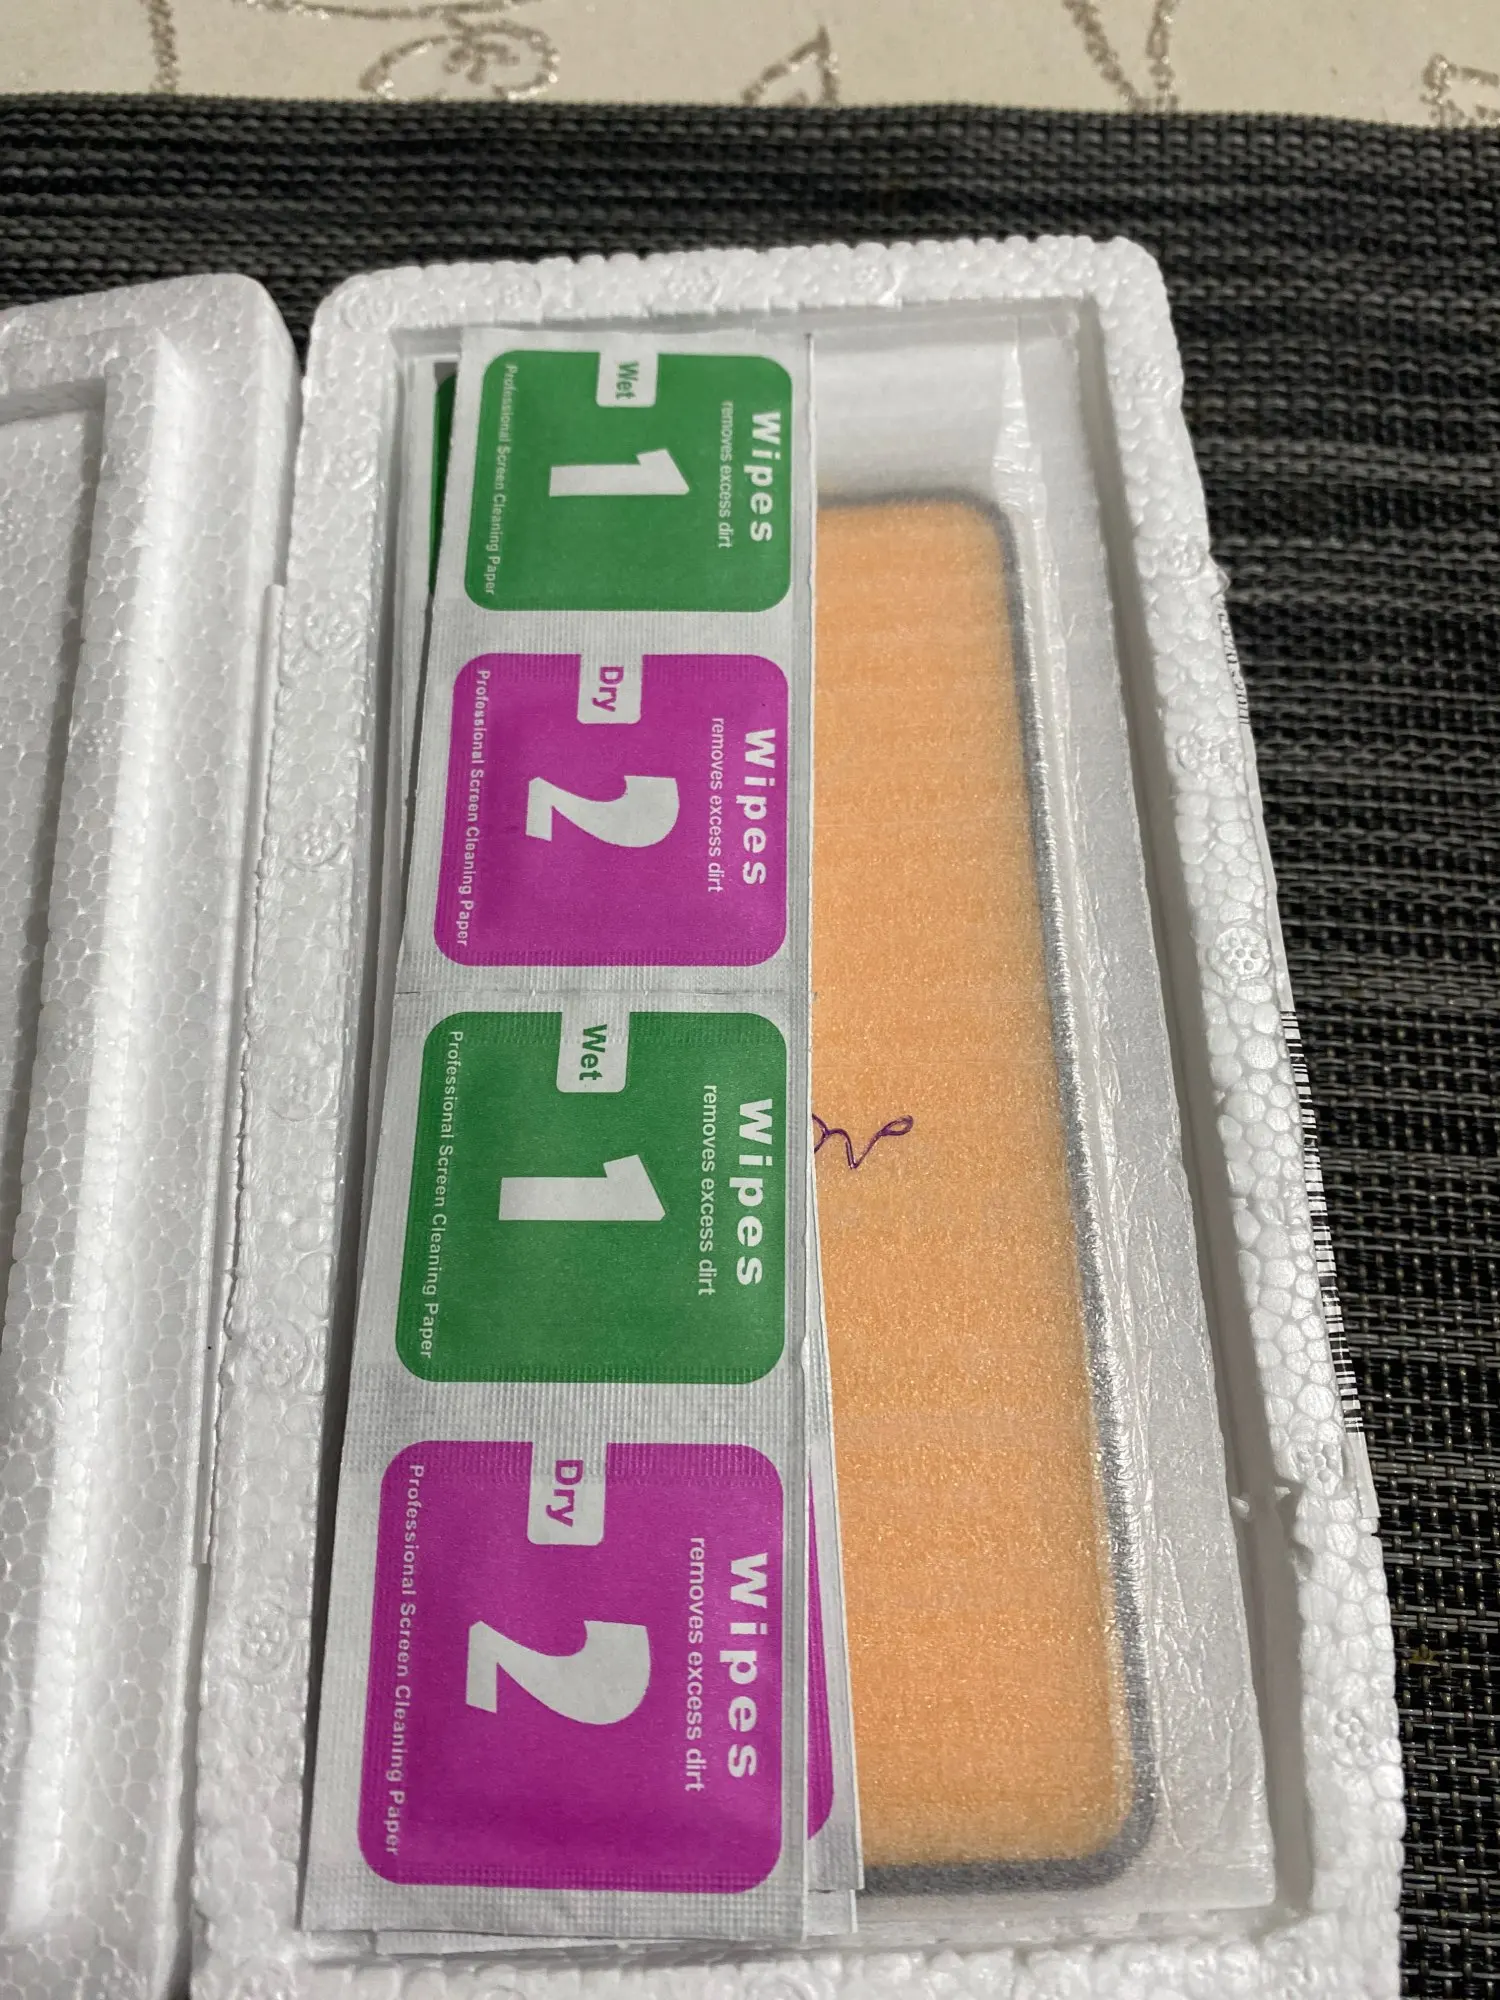 Wipes
removes excess dirt
1
Wet
Professional Screen Cleaning Paper
Wipes
removes excess dirt
2
Dry
Professional Screen Cleaning Paper
Wipes
removes excess dirt
1
Wet
Professional Screen Cleaning Paper
Wipes
removes excess dirt
2
Dry
Professional Screen Cleaning Paper